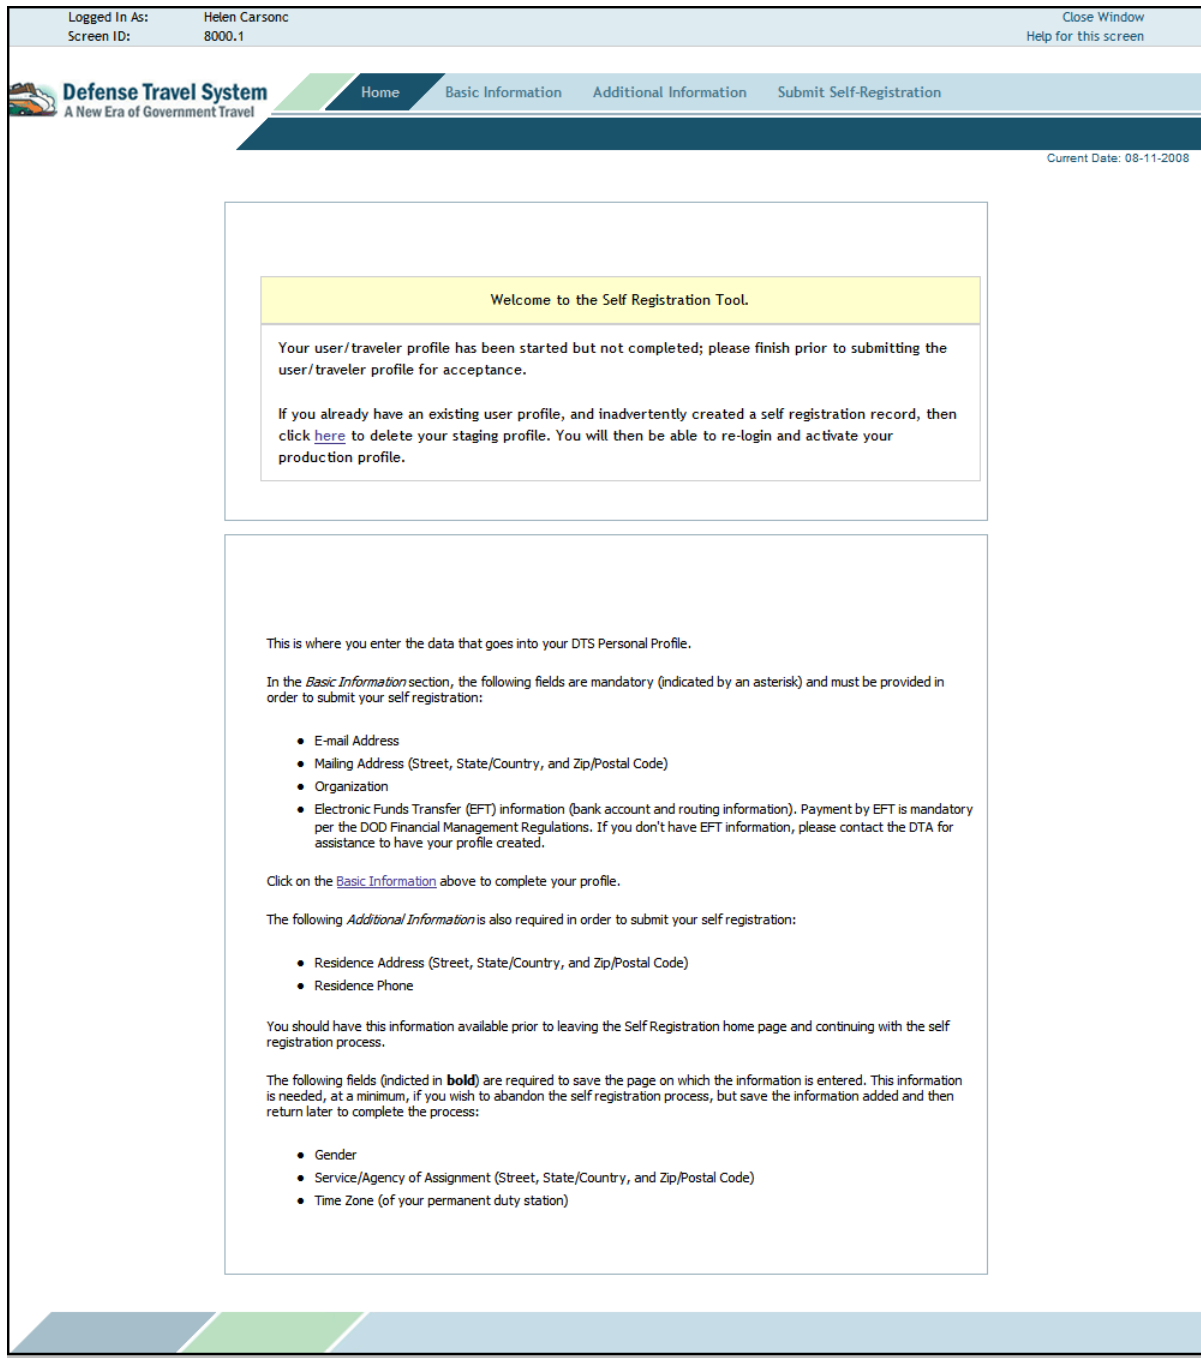 Logged In As: Helen Carsonc Close Window
Screen ID: 8000.1 Help for this screen
Defense Travel System
A New Era of Government Travel
Home Basic Information Additional Information Submit Self-Registration
Current Date: 08-11-2008
Welcome to the Self Registration Tool.
Your user/traveler profile has been started but not completed; please finish prior to submitting the
user/traveler profile for acceptance.
If you already have an existing user profile, and inadvertently created a self registration record, then
click here to delete your staging profile. You will then be able to re-login and activate your
production profile.
This is where you enter the data that goes into your DTS Personal Profile.
In the Basic Information section, the following fields are mandatory (indicated by an asterisk) and must be provided in
order to submit your self registration:
● E-mail Address
● Mailing Address (Street, State/Country, and Zip/Postal Code)
● Organization
● Electronic Funds Transfer (EFT) information (bank account and routing information). Payment by EFT is mandatory
per the DOD Financial Management Regulations. If you don't have EFT information, please contact the DTA for
assistance to have your profile created.
Click on the Basic Information above to complete your profile.
The following Additional Information is also required in order to submit your self registration:
● Residence Address (Street, State/Country, and Zip/Postal Code)
● Residence Phone
You should have this information available prior to leaving the Self Registration home page and continuing with the self
registration process.
The following fields (indicted in bold) are required to save the page on which the information is entered. This information
is needed, at a minimum, if you wish to abandon the self registration process, but save the information added and then
return later to complete the process:
● Gender
● Service/Agency of Assignment (Street, State/Country, and Zip/Postal Code)
● Time Zone (of your permanent duty station)